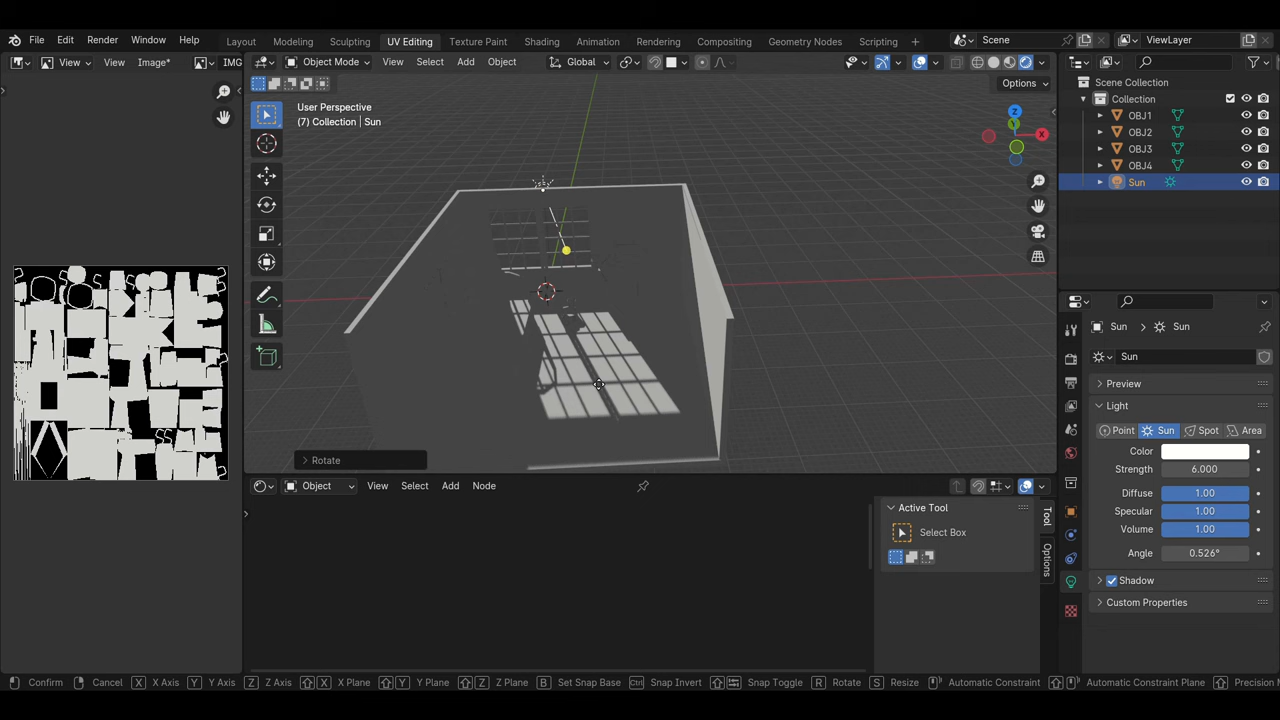 File Edit Render Window Help
Layout Modeling Sculpting UV Editing Texture Paint Shading Animation Rendering Compositing Geometry Nodes Scripting +
Scene
ViewLayer
View View Image* IMG
Object Mode View Select Add Object Global
Options
User Perspective
(7) Collection | Sun
Z
Y
X
Rotate
Scene Collection
Collection
OBJ1
OBJ2
OBJ3
OBJ4
Sun
Sun > Sun
Sun
Preview
Light
Point Sun Spot Area
Color
Strength 6.000
Diffuse 1.00
Specular 1.00
Volume 1.00
Angle 0.526°
Shadow
Custom Properties
Object View Select Add Node
Active Tool
Select Box
Tool
Options
Confirm Cancel X X Axis Y Y Axis Z Z Axis X X Plane Y Y Plane Z Z Plane B Set Snap Base Ctrl Snap Invert Snap Toggle R Rotate S Resize Automatic Constraint Automatic Constraint Plane Precision M